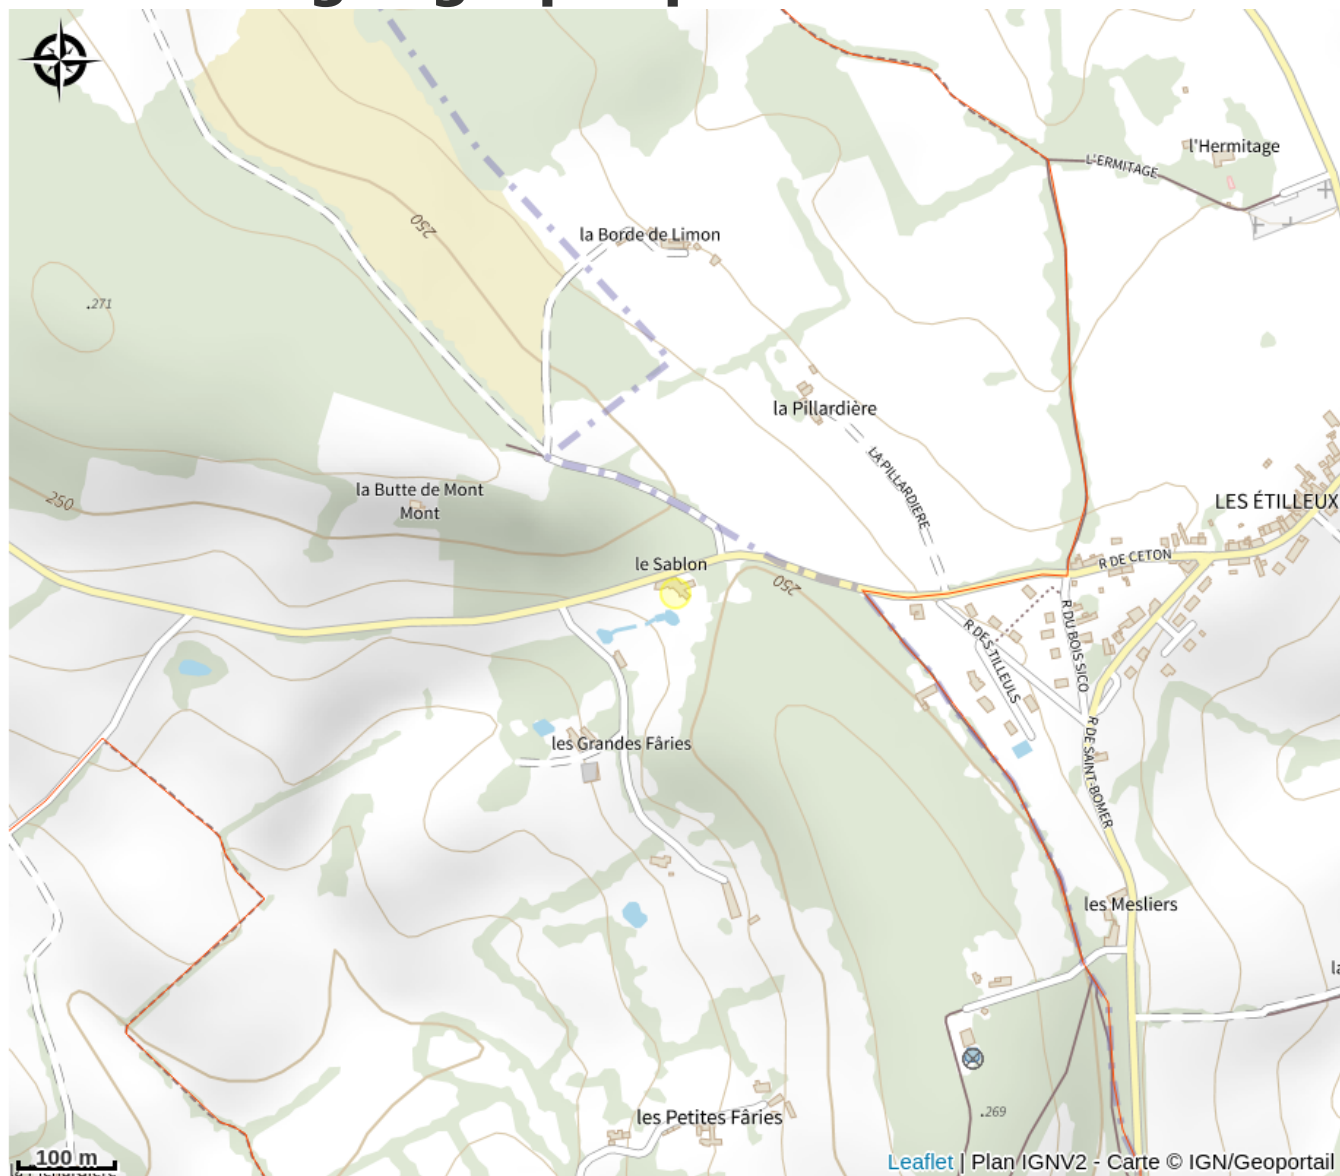 l'Hermitage
L'ERMITAGE
250
la Borde de Limon
.271
la Pillardière
LA PILLARDIERE
la Butte de Mont
Mont
250
LES ÉTILLEUX
R DE CETON
le Sablon
250
R DU BOIS SICO
R DES TILLEULS
les Grandes Fâries
R DE SAINT-BOMER
les Mesliers
la
.269
les Petites Fâries
100 m
Leaflet | Plan IGNV2 - Carte © IGN/Geoportail